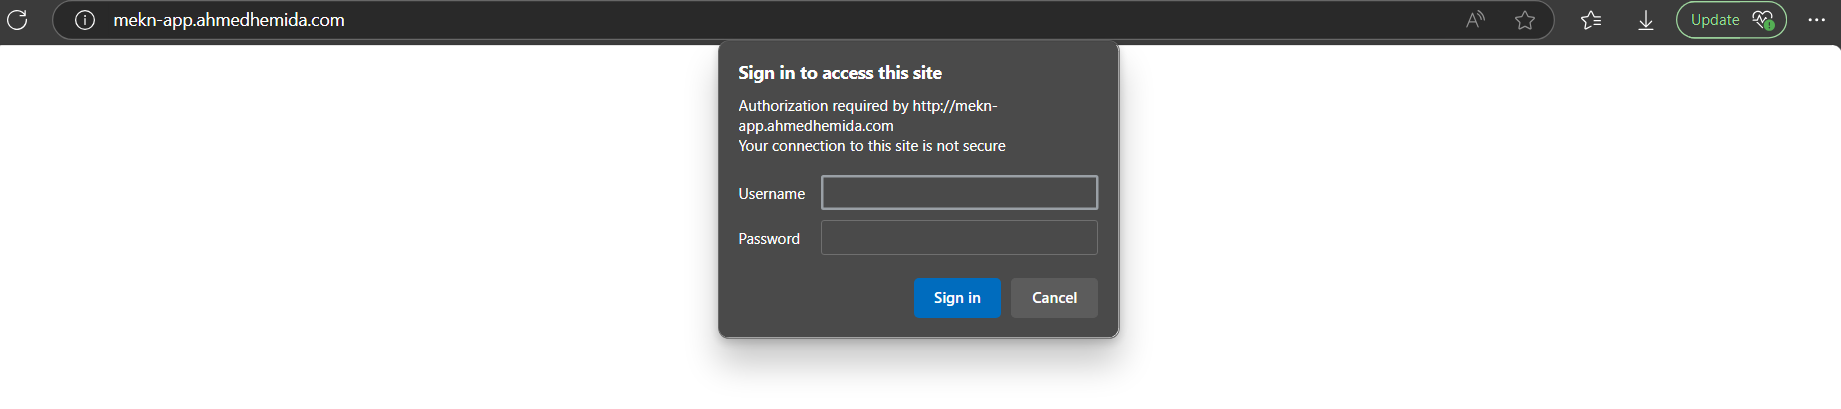 mekn-app.ahmedhemida.com
Update
Sign in to access this site
Authorization required by http://mekn-
app.ahmedhemida.com
Your connection to this site is not secure
Username
Password
Sign in
Cancel